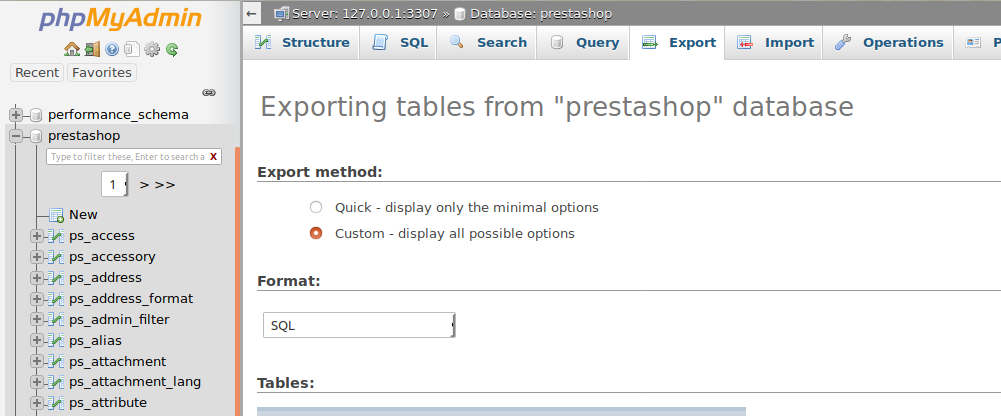 phpMyAdmin
Recent Favorites
performance_schema
prestashop
Type to filter these, Enter to search a X
1 > >>
New
ps_access
ps_accessory
ps_address
ps_address_format
ps_admin_filter
ps_alias
ps_attachment
ps_attachment_lang
ps_attribute
← Server: 127.0.0.1:3307 » Database: prestashop
Structure SQL Search Query Export Import Operations P
Exporting tables from "prestashop" database
Export method:
Quick - display only the minimal options
Custom - display all possible options
Format:
SQL
Tables: